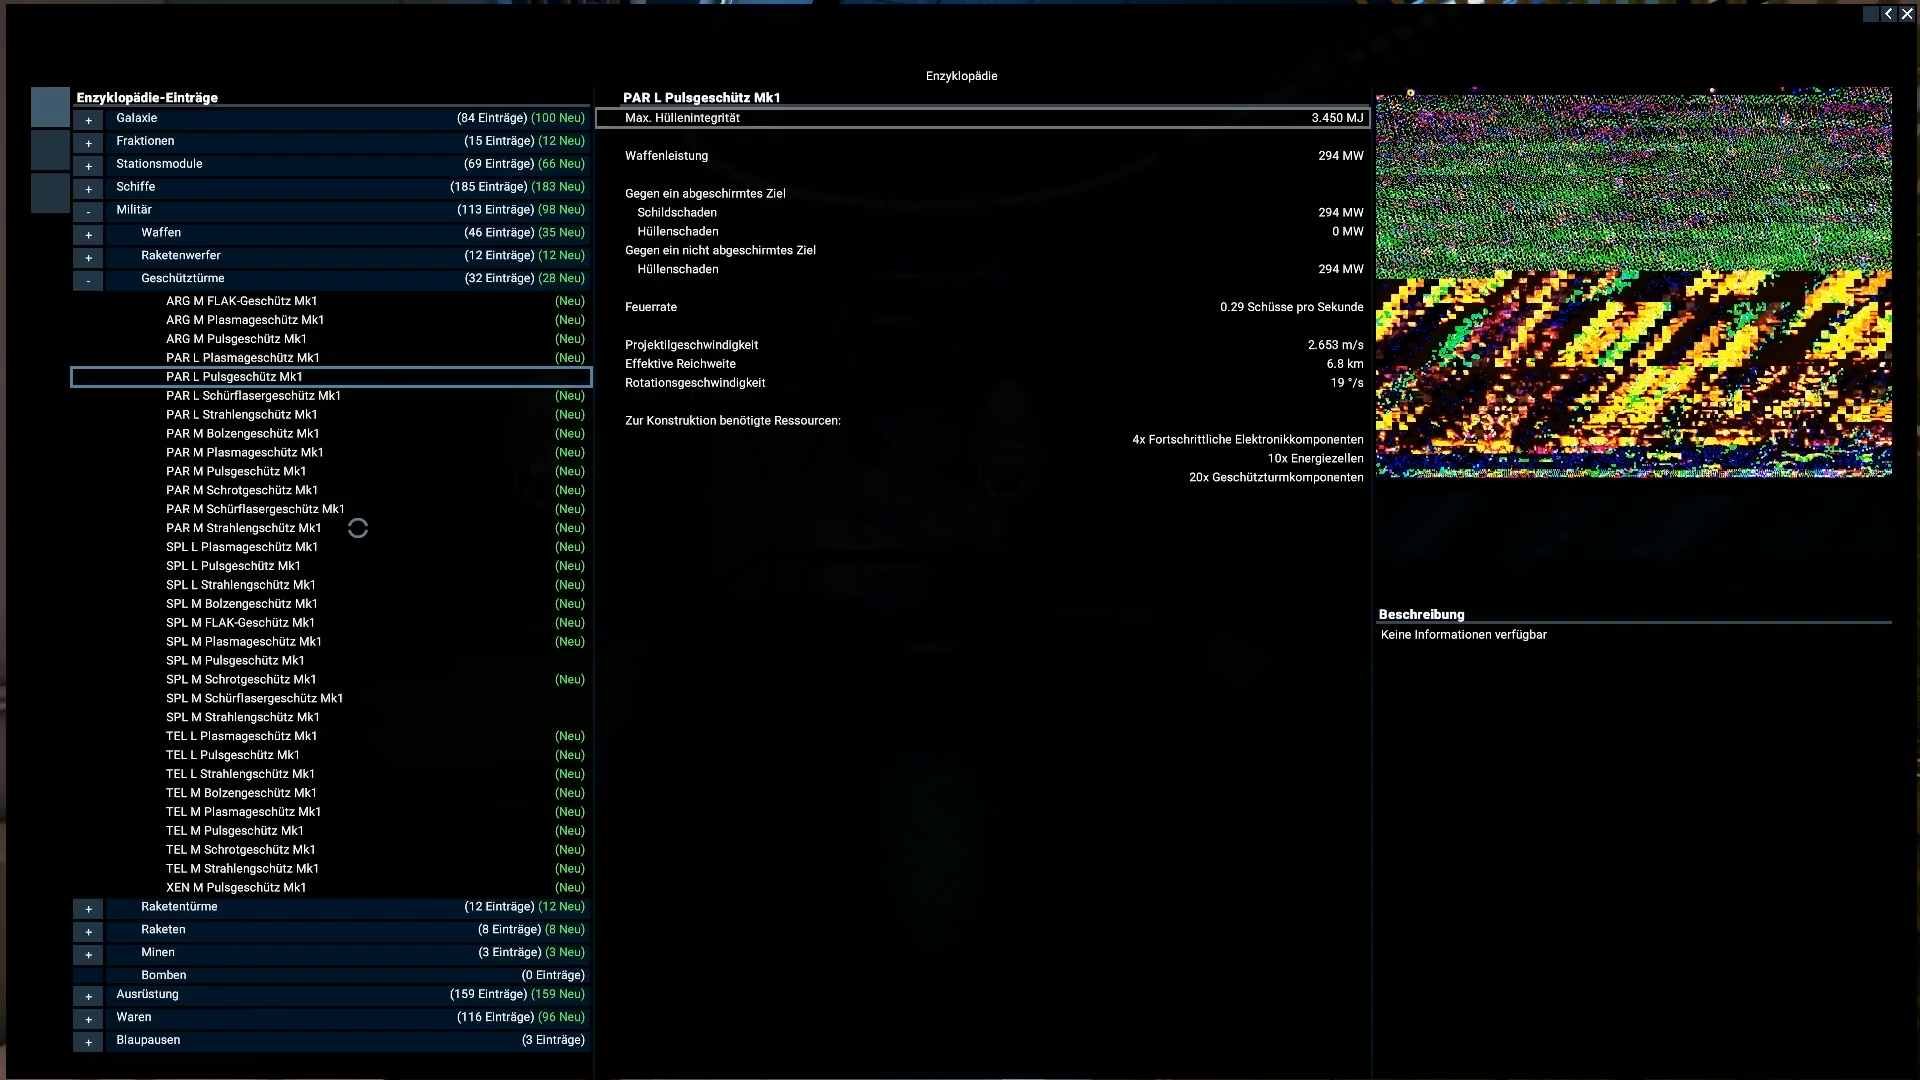 Enzyklopädie
Enzyklopädie-Einträge
+ Galaxie (84 Einträge) (100 Neu)
+ Fraktionen (15 Einträge) (12 Neu)
+ Stationsmodule (69 Einträge) (66 Neu)
+ Schiffe (185 Einträge) (183 Neu)
- Militär (113 Einträge) (98 Neu)
+ Waffen (46 Einträge) (35 Neu)
+ Raketenwerfer (12 Einträge) (12 Neu)
- Geschütztürme (32 Einträge) (28 Neu)
ARG M FLAK-Geschütz Mk1 (Neu)
ARG M Plasmageschütz Mk1 (Neu)
ARG M Pulsgeschütz Mk1 (Neu)
PAR L Plasmageschütz Mk1 (Neu)
PAR L Pulsgeschütz Mk1
PAR L Schürflasergeschütz Mk1 (Neu)
PAR L Strahlengschütz Mk1 (Neu)
PAR M Bolzengeschütz Mk1 (Neu)
PAR M Plasmageschütz Mk1 (Neu)
PAR M Pulsgeschütz Mk1 (Neu)
PAR M Schrotgeschütz Mk1 (Neu)
PAR M Schürflasergeschütz Mk1 (Neu)
PAR M Strahlengschütz Mk1 (Neu)
SPL L Plasmageschütz Mk1 (Neu)
SPL L Pulsgeschütz Mk1 (Neu)
SPL L Strahlengschütz Mk1 (Neu)
SPL M Bolzengeschütz Mk1 (Neu)
SPL M FLAK-Geschütz Mk1 (Neu)
SPL M Plasmageschütz Mk1 (Neu)
SPL M Pulsgeschütz Mk1
SPL M Schrotgeschütz Mk1 (Neu)
SPL M Schürflasergeschütz Mk1
SPL M Strahlengschütz Mk1
TEL L Plasmageschütz Mk1 (Neu)
TEL L Pulsgeschütz Mk1 (Neu)
TEL L Strahlengschütz Mk1 (Neu)
TEL M Bolzengeschütz Mk1 (Neu)
TEL M Plasmageschütz Mk1 (Neu)
TEL M Pulsgeschütz Mk1 (Neu)
TEL M Schrotgeschütz Mk1 (Neu)
TEL M Strahlengschütz Mk1 (Neu)
XEN M Pulsgeschütz Mk1 (Neu)
+ Raketentürme (12 Einträge) (12 Neu)
+ Raketen (8 Einträge) (8 Neu)
+ Minen (3 Einträge) (3 Neu)
Bomben (0 Einträge)
+ Ausrüstung (159 Einträge) (159 Neu)
+ Waren (116 Einträge) (96 Neu)
+ Blaupausen (3 Einträge)
PAR L Pulsgeschütz Mk1
Max. Hüllenintegrität 3.450 MJ
Waffenleistung 294 MW
Gegen ein abgeschirmtes Ziel
Schildschaden 294 MW
Hüllenschaden 0 MW
Gegen ein nicht abgeschirmtes Ziel
Hüllenschaden 294 MW
Feuerrate 0.29 Schüsse pro Sekunde
Projektilgeschwindigkeit 2.653 m/s
Effektive Reichweite 6.8 km
Rotationsgeschwindigkeit 19 °/s
Zur Konstruktion benötigte Ressourcen:
4x Fortschrittliche Elektronikkomponenten
10x Energiezellen
20x Geschützturmkomponenten
Beschreibung
Keine Informationen verfügbar